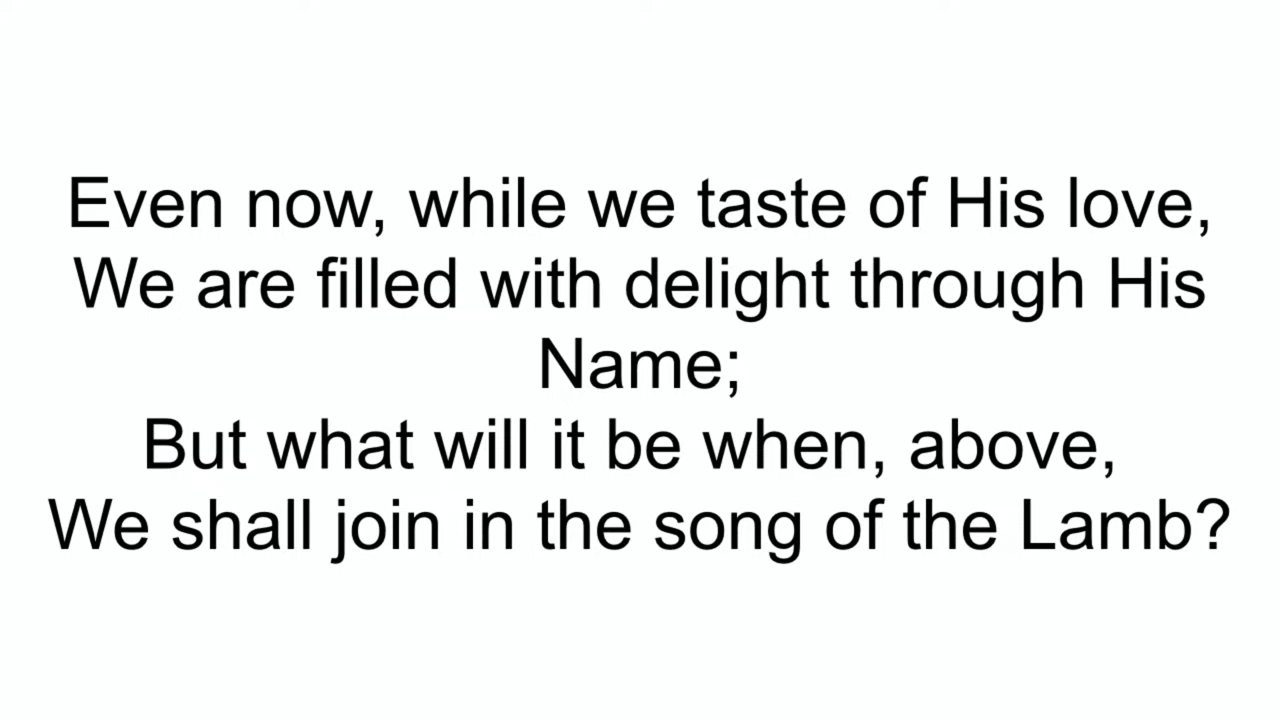 Even now, while we taste of His love,
We are filled with delight through His
Name;
But what will it be when, above,
We shall join in the song of the Lamb?